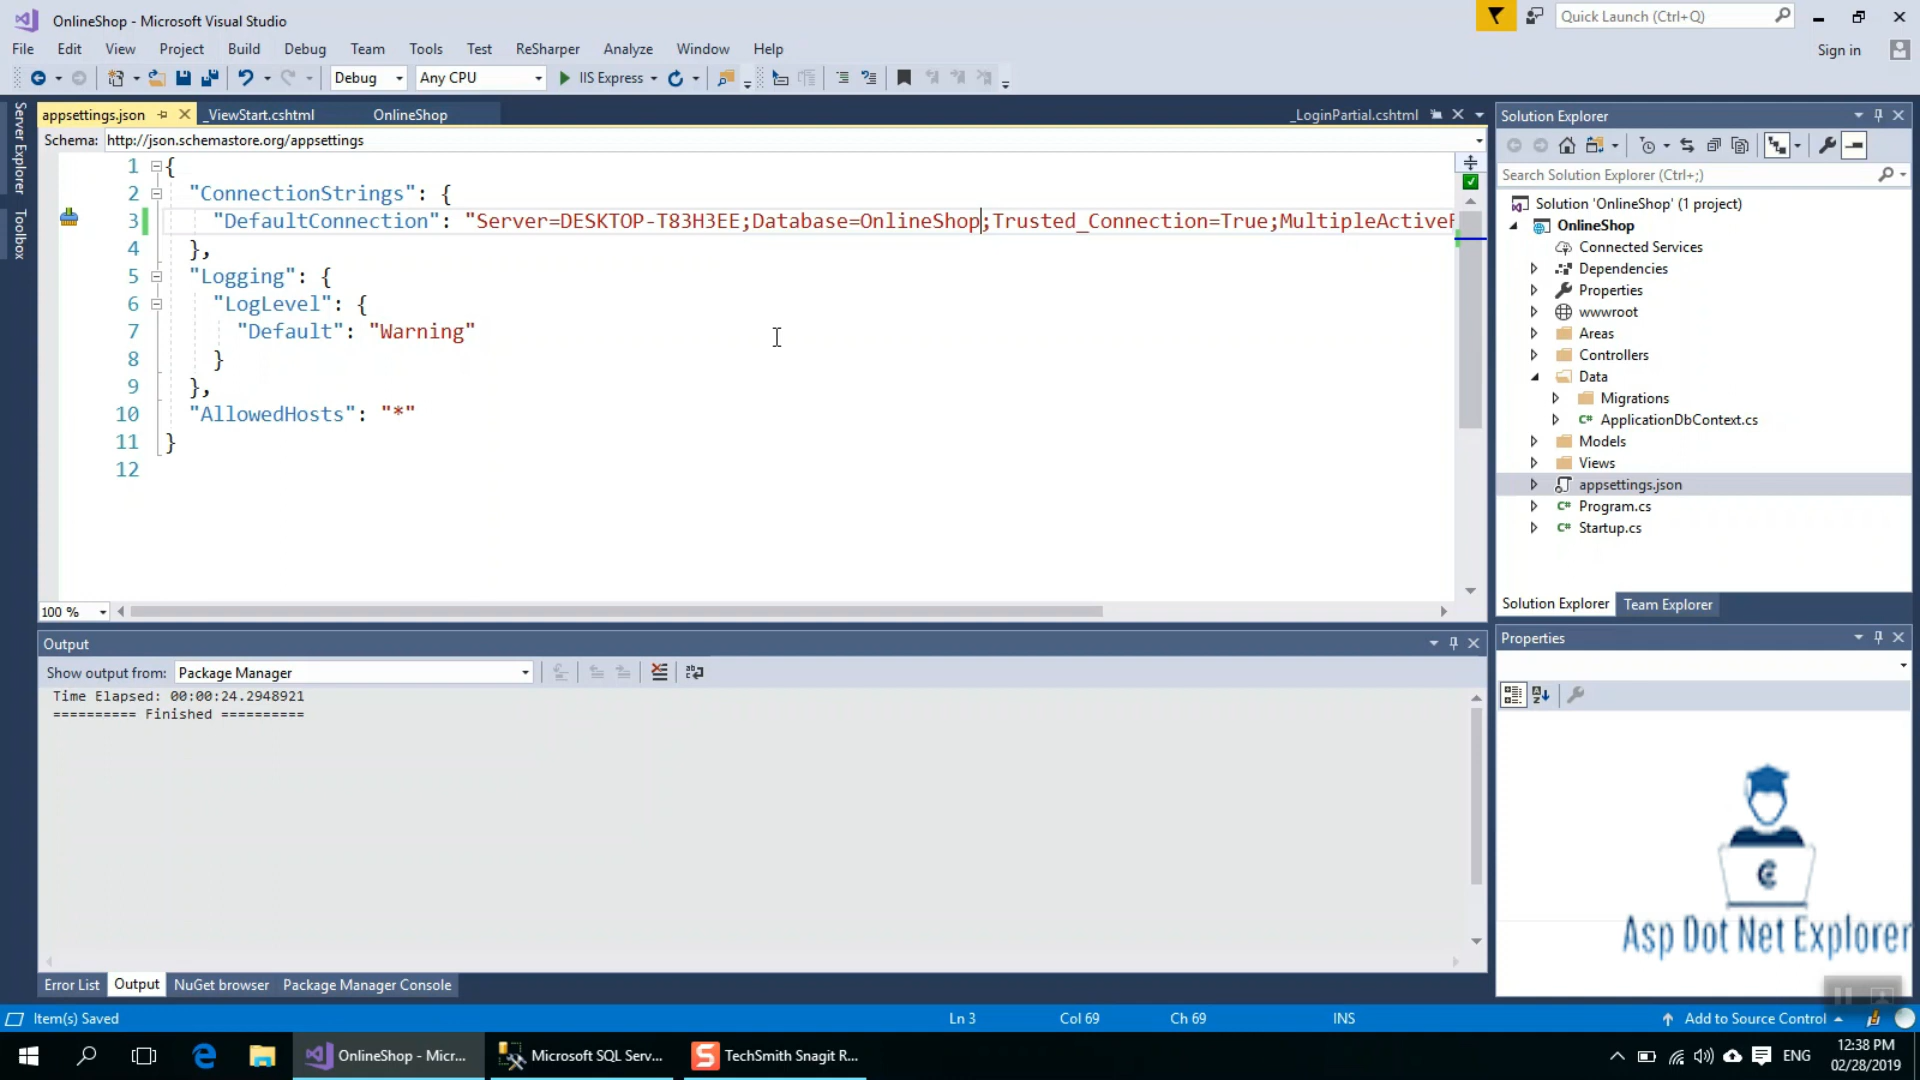 OnlineShop - Microsoft Visual Studio
Quick Launch (Ctrl+Q)
File Edit View Project Build Debug Team Tools Test ReSharper Analyze Window Help
Sign in
Debug Any CPU IIS Express
Server Explorer
Toolbox
appsettings.json _ViewStart.cshtml OnlineShop _LoginPartial.cshtml
Schema: http://json.schemastore.org/appsettings
1 {
2 "ConnectionStrings": {
3 "DefaultConnection": "Server=DESKTOP-T83H3EE;Database=OnlineShop;Trusted_Connection=True;MultipleActiveR
4 },
5 "Logging": {
6 "LogLevel": {
7 "Default": "Warning"
8 }
9 },
10 "AllowedHosts": "*"
11 }
12
100 %
Solution Explorer
Search Solution Explorer (Ctrl+;)
Solution 'OnlineShop' (1 project)
OnlineShop
Connected Services
Dependencies
Properties
wwwroot
Areas
Controllers
Data
Migrations
C# ApplicationDbContext.cs
Models
Views
appsettings.json
C# Program.cs
C# Startup.cs
Solution Explorer Team Explorer
Output
Show output from: Package Manager
Time Elapsed: 00:00:24.2948921
========== Finished ==========
Properties
Asp Dot Net Explorer
Error List Output NuGet browser Package Manager Console
Item(s) Saved Ln 3 Col 69 Ch 69 INS Add to Source Control
OnlineShop - Micr... Microsoft SQL Serv... TechSmith Snagit R...
ENG
12:38 PM
02/28/2019